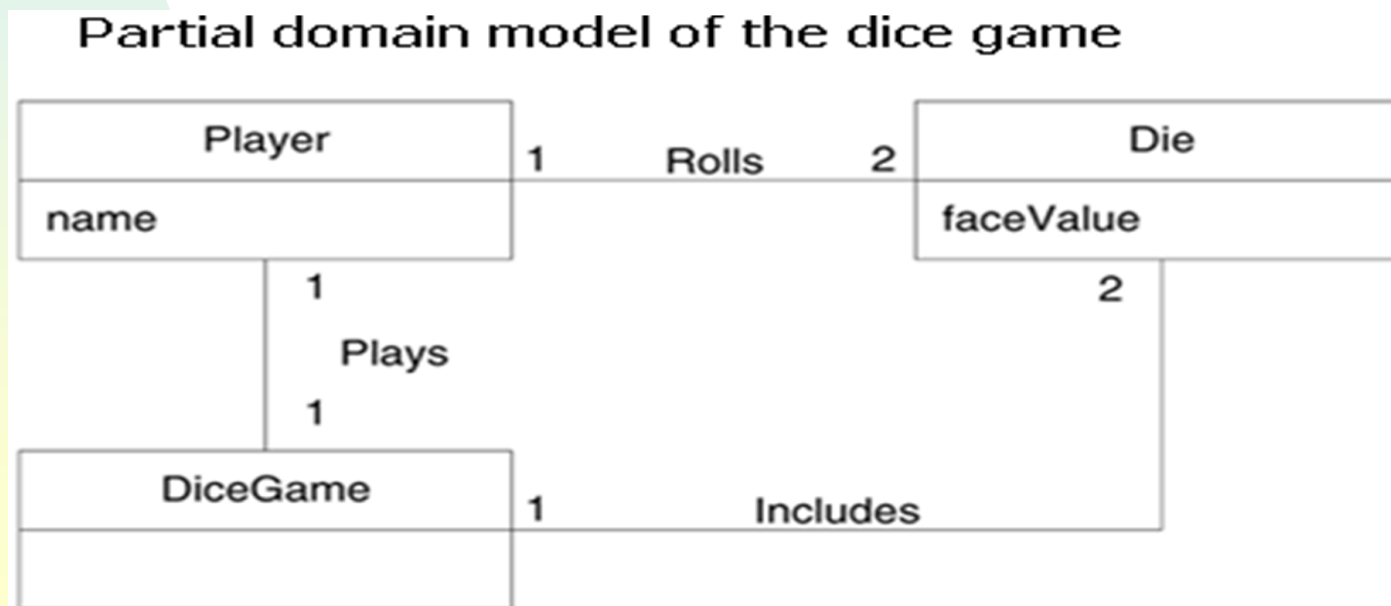 Partial domain model of the dice game
Player
1 Rolls 2
Die
name
faceValue
1
2
Plays
1
DiceGame
1 Includes